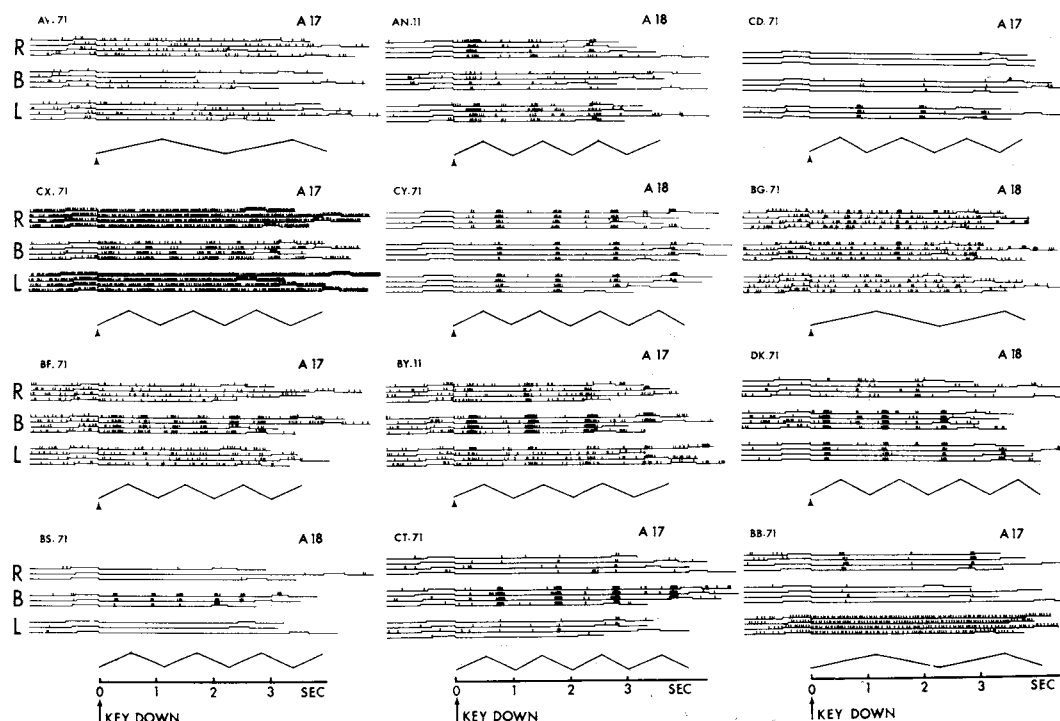 AY. 71 A 17 AN. 11 A 18 CD. 71 A 17
R
B
L
CX. 71 A 17 CY. 71 A 18 BG. 71 A 18
R
B
L
BF. 71 A 17 BY. 11 A 17 DK. 71 A 18
R
B
L
BS. 71 A 18 CT. 71 A 17 BB. 71 A 17
R
B
L
0 1 2 3 SEC 0 1 2 3 SEC 0 1 2 3 SEC
KEY DOWN KEY DOWN KEY DOWN